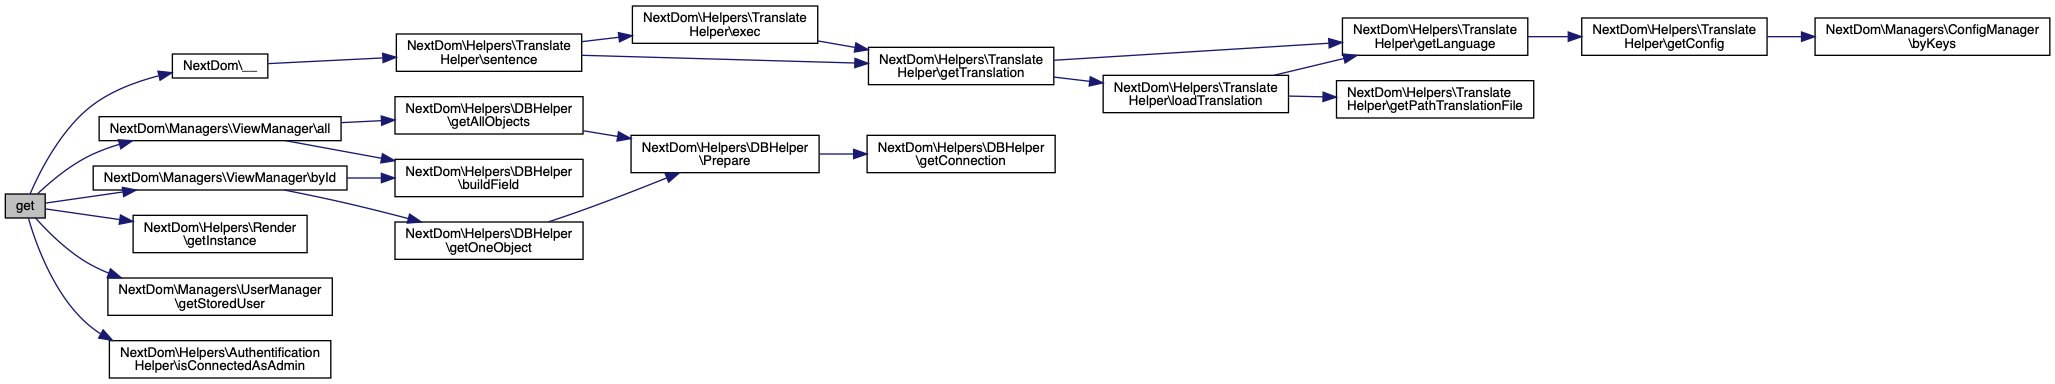 get
NextDom\__
NextDom\Managers\ViewManager\all
NextDom\Managers\ViewManager\byId
NextDom\Helpers\Render
\getInstance
NextDom\Managers\UserManager
\getStoredUser
NextDom\Helpers\Authentification
Helper\isConnectedAsAdmin
NextDom\Helpers\Translate
Helper\sentence
NextDom\Helpers\DBHelper
\getAllObjects
NextDom\Helpers\DBHelper
\buildField
NextDom\Helpers\DBHelper
\getOneObject
NextDom\Helpers\Translate
Helper\exec
NextDom\Helpers\DBHelper
\Prepare
NextDom\Helpers\Translate
Helper\getTranslation
NextDom\Helpers\DBHelper
\getConnection
NextDom\Helpers\Translate
Helper\loadTranslation
NextDom\Helpers\Translate
Helper\getLanguage
NextDom\Helpers\Translate
Helper\getPathTranslationFile
NextDom\Helpers\Translate
Helper\getConfig
NextDom\Managers\ConfigManager
\byKeys